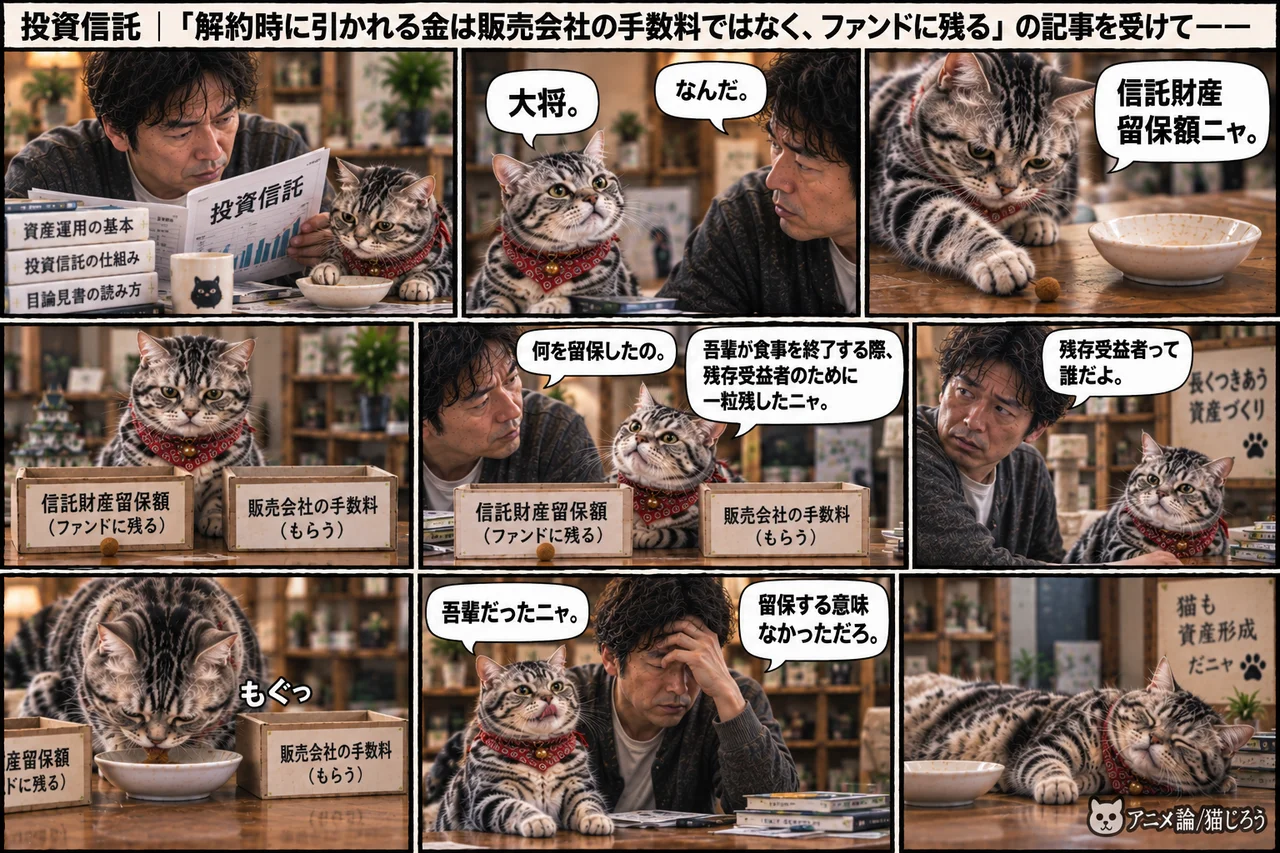 投資信託｜「解約時に引かれる金は販売会社の手数料ではなく、ファンドに残る」の記事を受けて――
投資信託
資産運用の基本
投資信託の仕組み
目論見書の読み方
大将。
なんだ。
信託財産
留保額ニャ。
信託財産留保額
（ファンドに残る）
販売会社の手数料
（もらう）
何を留保したの。
吾輩が食事を終了する際、
残存受益者のために
一粒残したニャ。
信託財産留保額
（ファンドに残る）
販売会社の手数料
（もらう）
残存受益者って
誰だよ。
長くつきあう
資産づくり
もぐっ
産留保額
ドに残る）
販売会社の手数料
（もらう）
吾輩だったニャ。
留保する意味
なかっただろ。
猫も
資産形成
だニャ
アニメ論/猫じろう